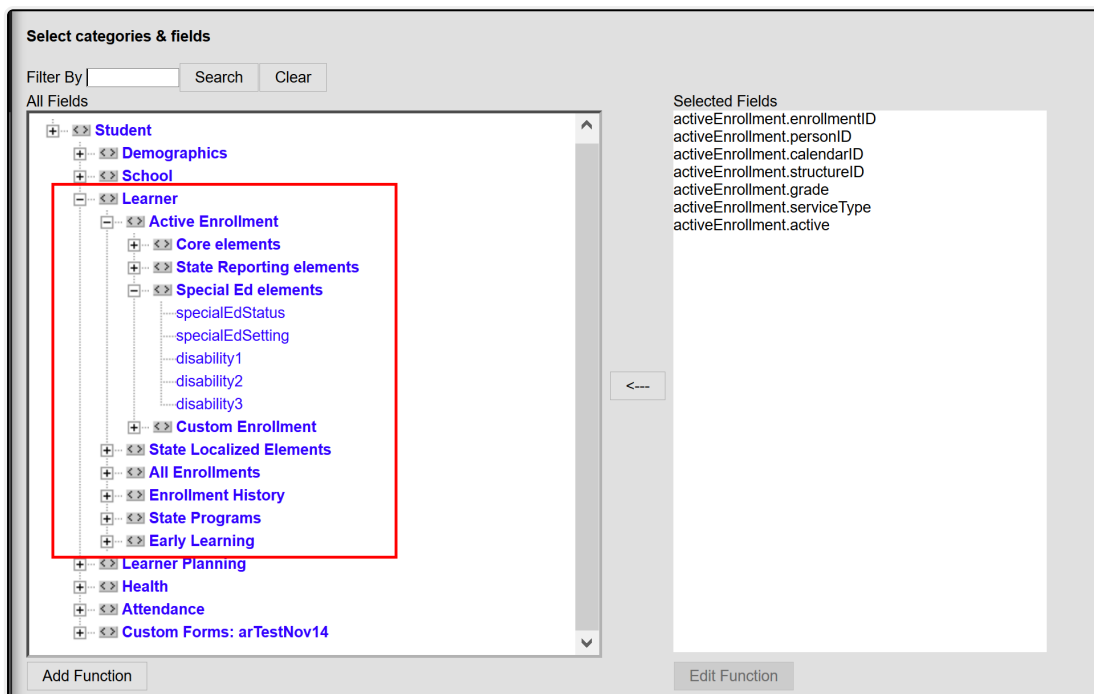 Select categories & fields
Filter By
Search
Clear
All Fields
Student
Demographics
School
Learner
Active Enrollment
Core elements
State Reporting elements
Special Ed elements
specialEdStatus
specialEdSetting
disability1
disability2
disability3
Custom Enrollment
State Localized Elements
All Enrollments
Enrollment History
State Programs
Early Learning
Learner Planning
Health
Attendance
Custom Forms: arTestNov14
Add Function
<---
Selected Fields
activeEnrollment.enrollmentID
activeEnrollment.personID
activeEnrollment.calendarID
activeEnrollment.structureID
activeEnrollment.grade
activeEnrollment.serviceType
activeEnrollment.active
Edit Function